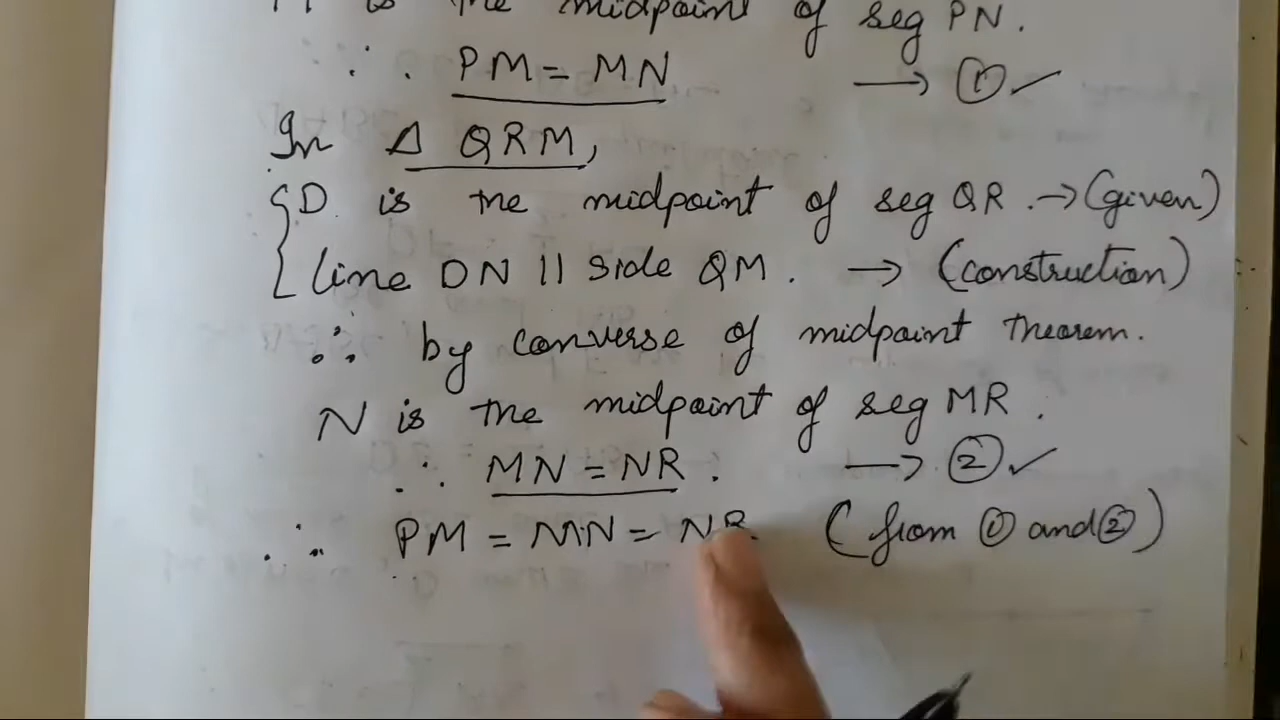 is the midpoint of seg PN.
∴ PM = MN → ① ✓
In Δ QRM,
D is the midpoint of seg QR. → (given)
line DN || side QM. → (construction)
∴ by converse of midpoint theorem.
N is the midpoint of seg MR.
∴ MN = NR. → ② ✓
∴ PM = MN = NR. (from ① and ②)